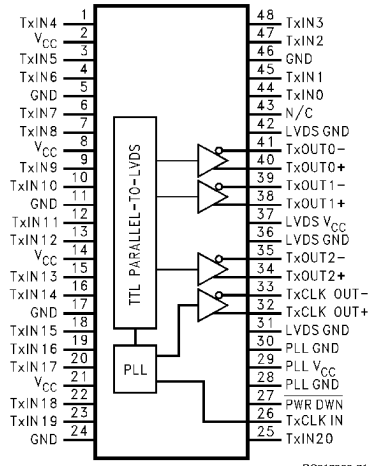 TxIN4 1
VCC 2
TxIN5 3
TxIN6 4
GND 5
TxIN7 6
TxIN8 7
VCC 8
TxIN9 9
TxIN10 10
GND 11
TxIN11 12
TxIN12 13
VCC 14
TxIN13 15
TxIN14 16
GND 17
TxIN15 18
TxIN16 19
TxIN17 20
VCC 21
TxIN18 22
TxIN19 23
GND 24
TTL PARALLEL-TO-LVDS
PLL
48 TxIN3
47 TxIN2
46 GND
45 TxIN1
44 TxIN0
43 N/C
42 LVDS GND
41 TxOUT0-
40 TxOUT0+
39 TxOUT1-
38 TxOUT1+
37 LVDS VCC
36 LVDS GND
35 TxOUT2-
34 TxOUT2+
33 TxCLK OUT-
32 TxCLK OUT+
31 LVDS GND
30 PLL GND
29 PLL VCC
28 PLL GND
27 PWR DWN
26 TxCLK IN
25 TxIN20